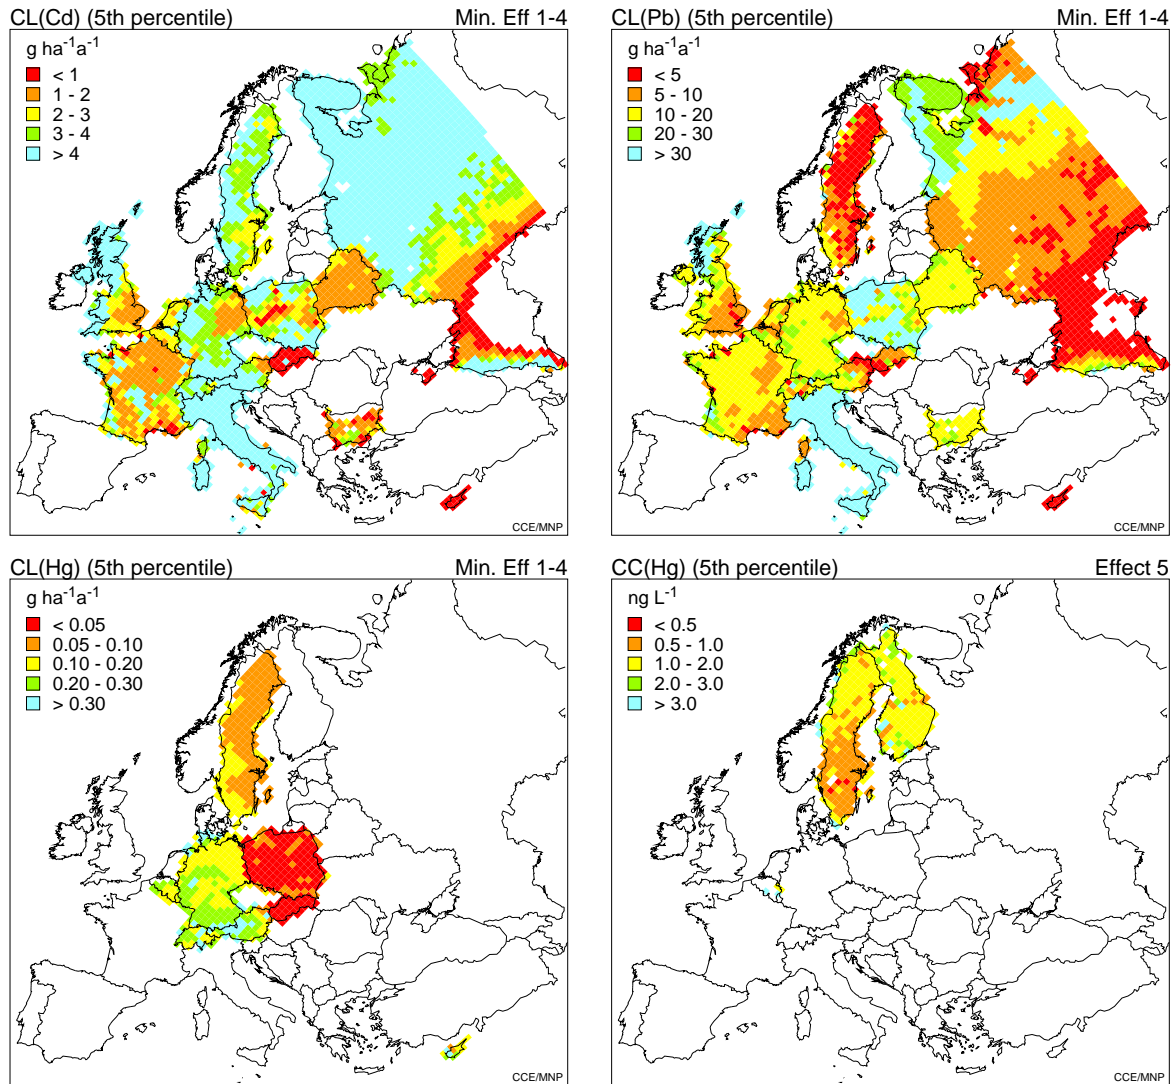 CL(Cd) (5th percentile) Min. Eff 1-4
g ha⁻¹a⁻¹
< 1
1 - 2
2 - 3
3 - 4
> 4
CCE/MNP
CL(Pb) (5th percentile) Min. Eff 1-4
g ha⁻¹a⁻¹
< 5
5 - 10
10 - 20
20 - 30
> 30
CCE/MNP
CL(Hg) (5th percentile) Min. Eff 1-4
g ha⁻¹a⁻¹
< 0.05
0.05 - 0.10
0.10 - 0.20
0.20 - 0.30
> 0.30
CCE/MNP
CC(Hg) (5th percentile) Effect 5
ng L⁻¹
< 0.5
0.5 - 1.0
1.0 - 2.0
2.0 - 3.0
> 3.0
CCE/MNP